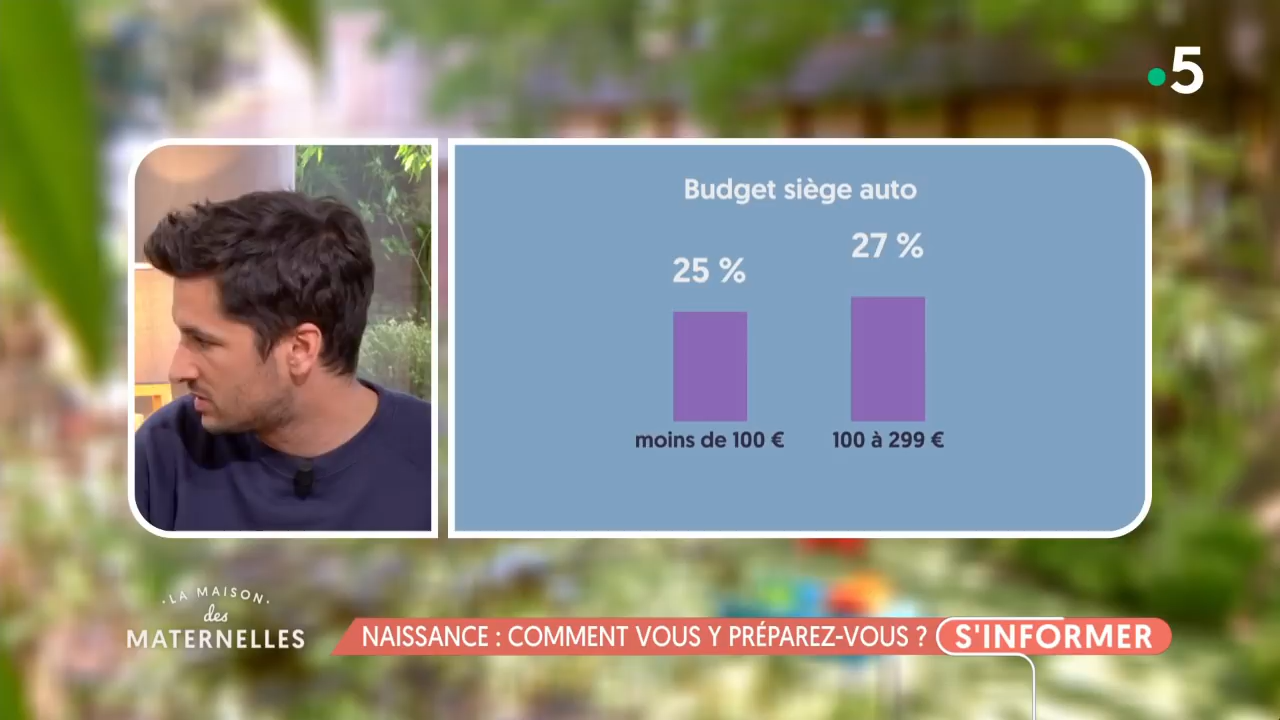 5
Budget siège auto
25 %
27 %
moins de 100 €
100 à 299 €
· LA MAISON ·
des
MATERNELLES
NAISSANCE : COMMENT VOUS Y PRÉPAREZ-VOUS ?
S'INFORMER